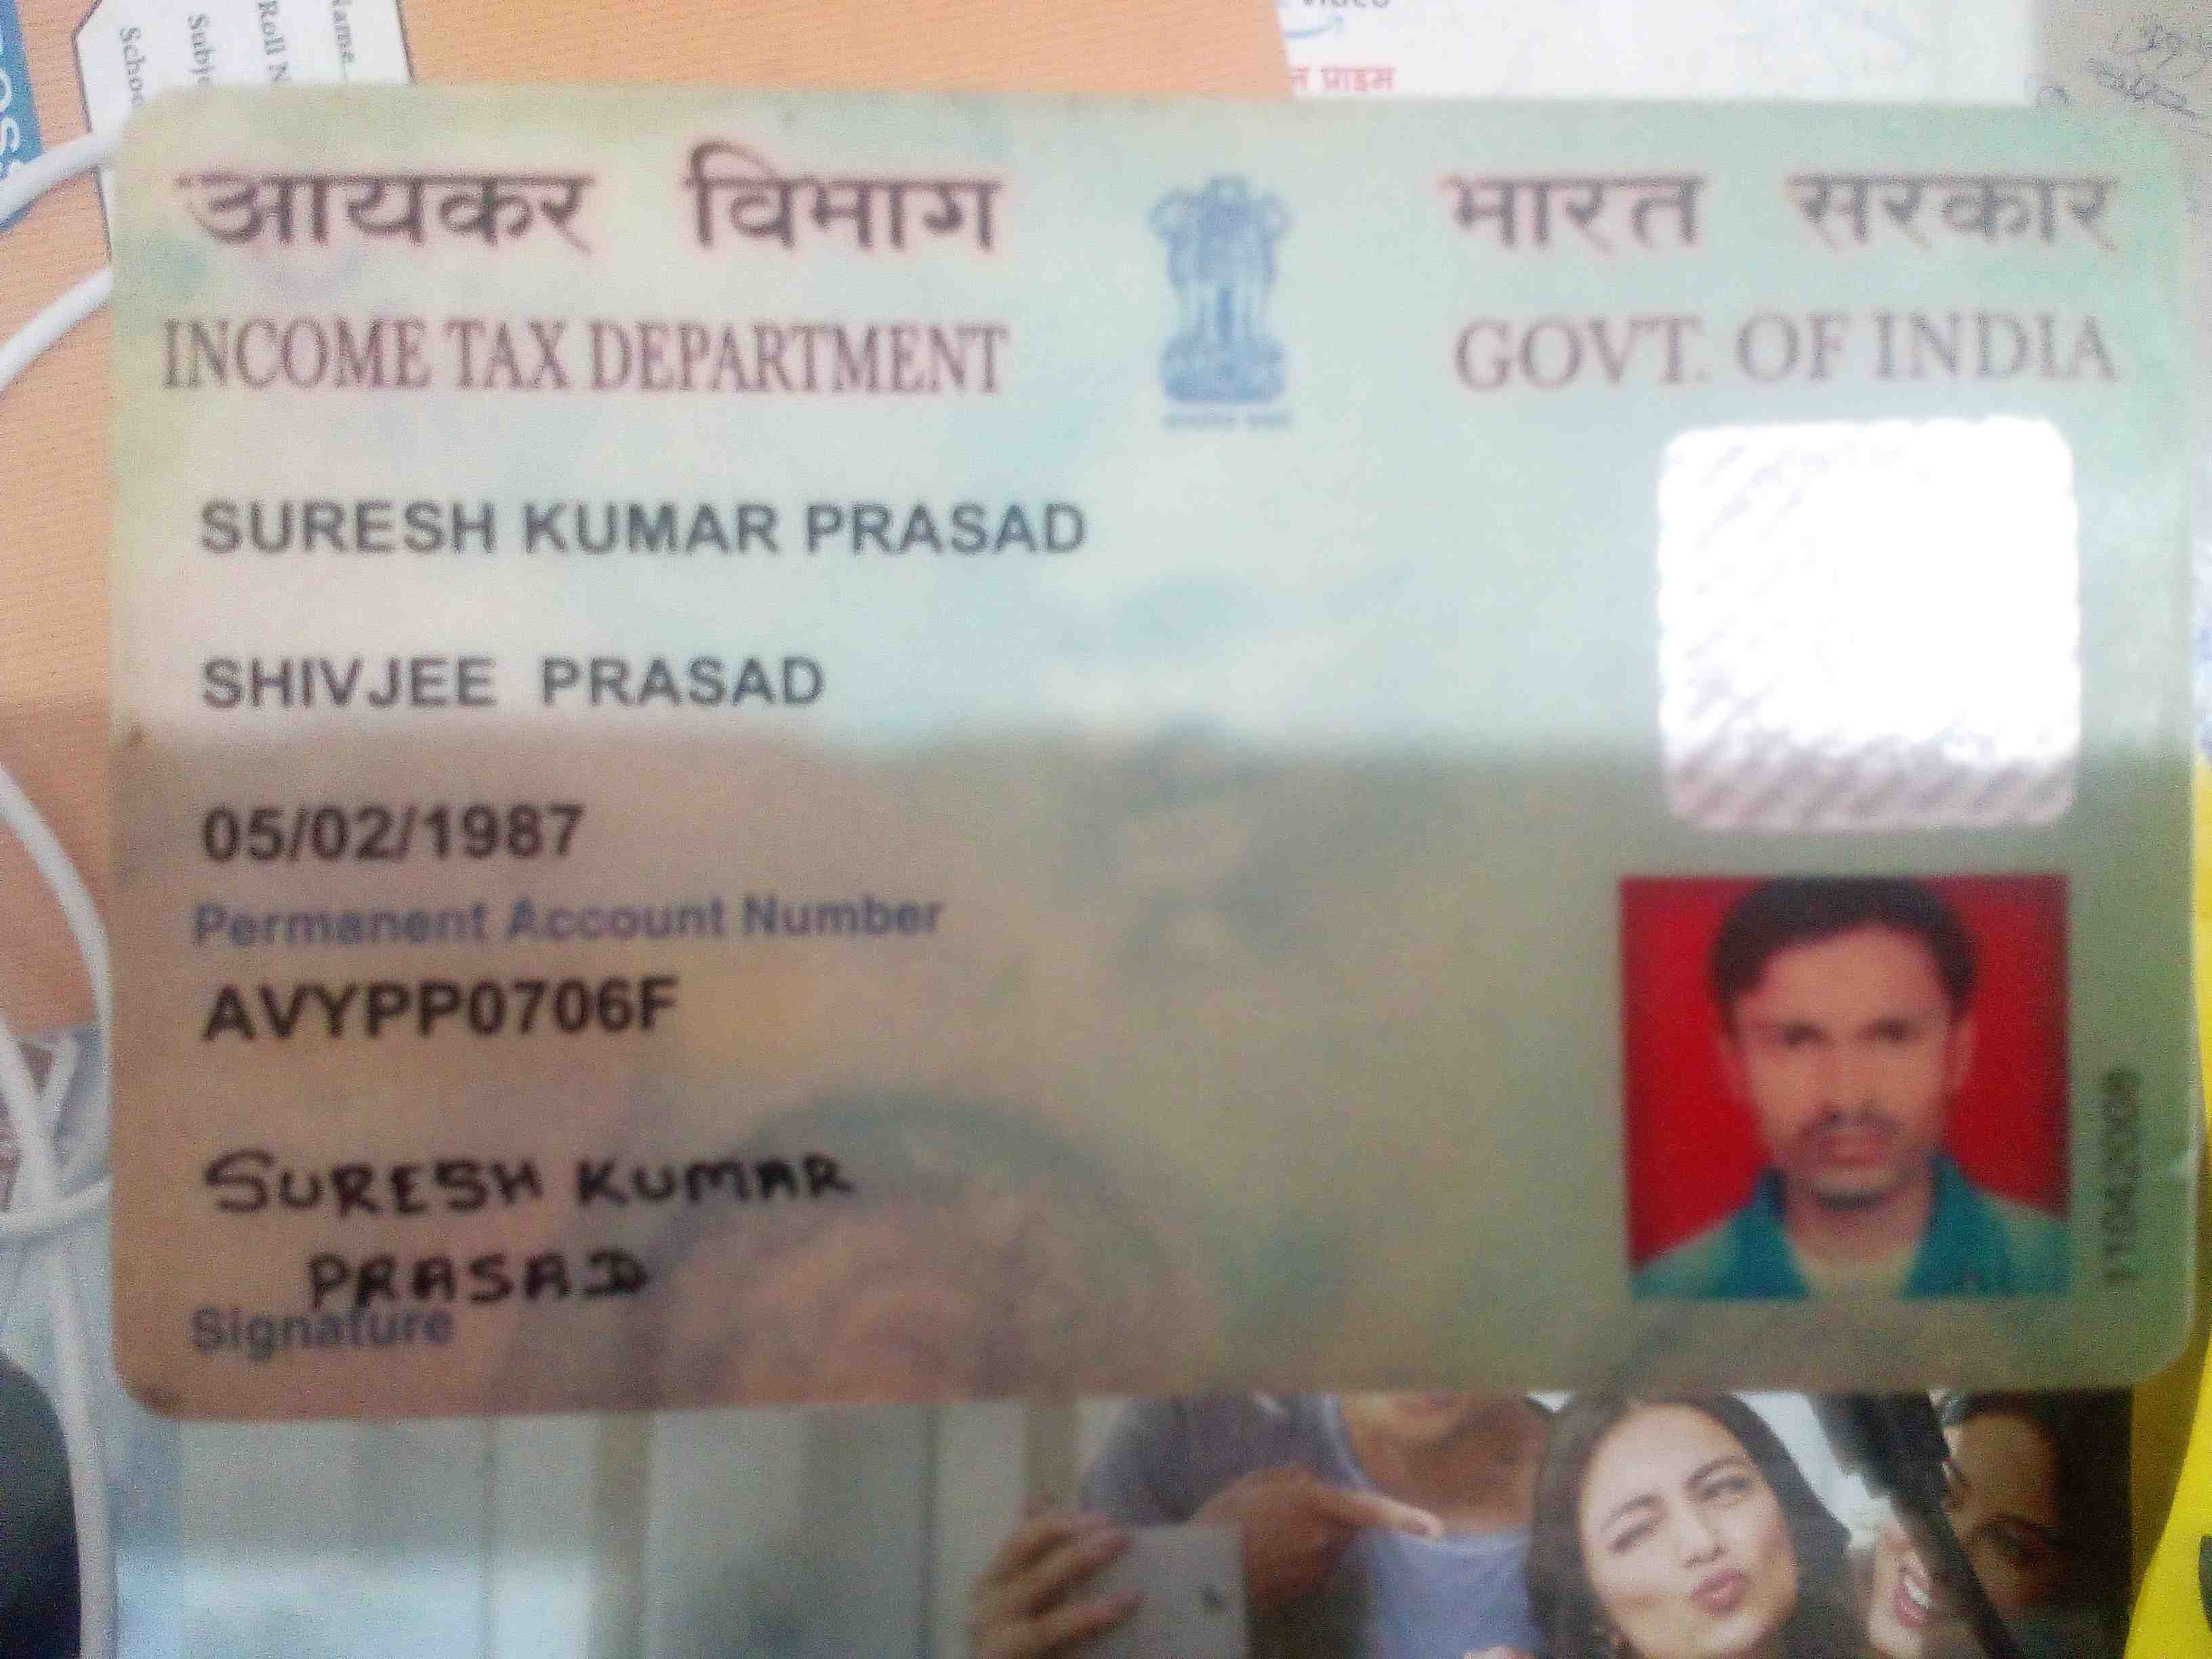 Name
Roll N
Subje
Schoo
video
ल प्राइम
आयकर विभाग
भारत सरकार
INCOME TAX DEPARTMENT
GOVT. OF INDIA
SURESH KUMAR PRASAD
SHIVJEE PRASAD
05/02/1987
Permanent Account Number
AVYPP0706F
SURESH KUMAR
PRASAD
Signature